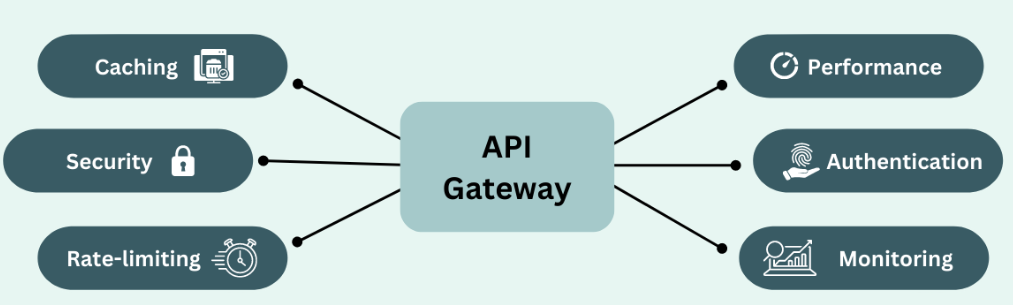 Caching
Performance
API
Gateway
Security
Authentication
Rate-limiting
Monitoring